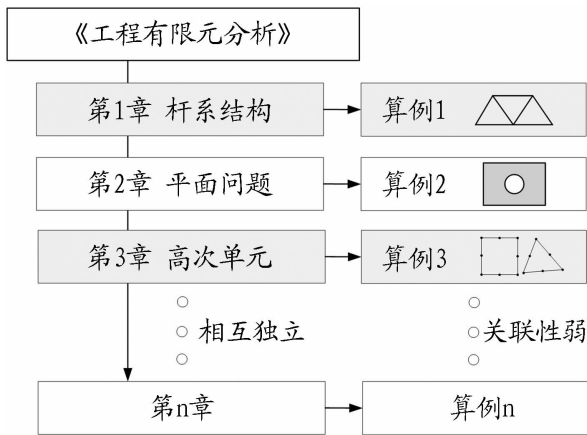 《工程有限元分析》
第1章 杆系结构
算例1
第2章 平面问题
算例2
第3章 高次单元
算例3
相互独立
关联性弱
第n章
算例n